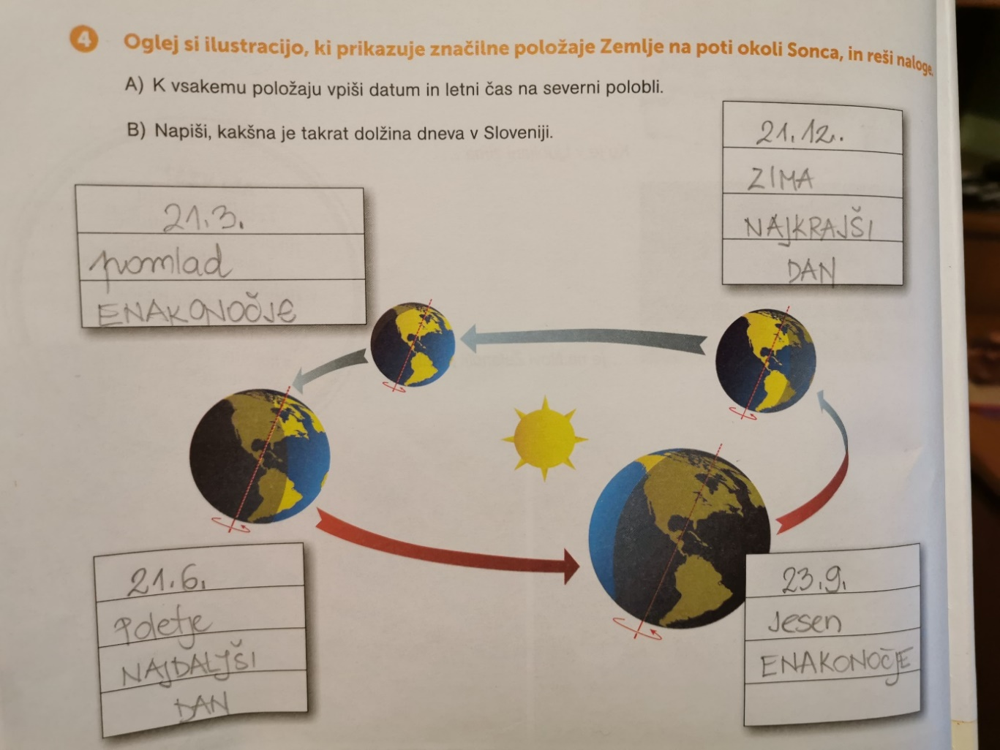 4 Oglej si ilustracijo, ki prikazuje značilne položaje Zemlje na poti okoli Sonca, in reši naloge.
A) K vsakemu položaju vpiši datum in letni čas na severni polobli.
B) Napiši, kakšna je takrat dolžina dneva v Sloveniji.
21.12.
ZIMA
NAJKRAJŠI
DAN
21.3.
pomlad
ENAKONOČJE
21.6.
Poletje
NAJDALJŠI
DAN
23.9.
Jesen
ENAKONOČJE